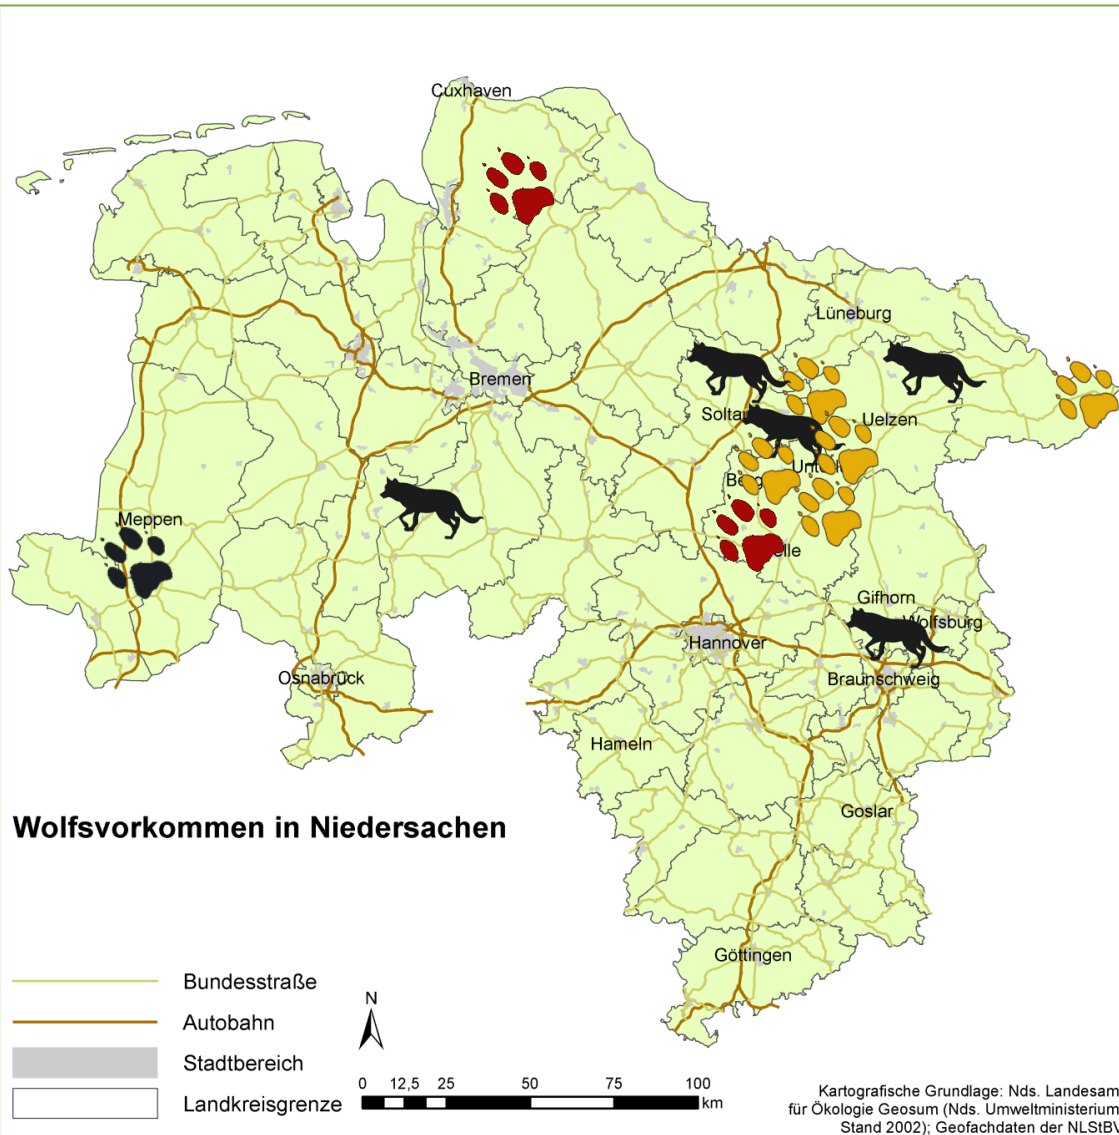 Cuxhaven
Lüneburg
Bremen
Soltau
Uelzen
Meppen
Gifhorn
Wolfsburg
Hannover
Osnabrück
Braunschweig
Hameln
Goslar
Wolfsvorkommen in Niedersachen
Göttingen
Bundesstraße
Autobahn
Stadtbereich
Landkreisgrenze
N
0 12,5 25 50 75 100
km
Kartografische Grundlage: Nds. Landesam
für Ökologie Geosum (Nds. Umweltministerium
Stand 2002); Geofachdaten der NLStBV